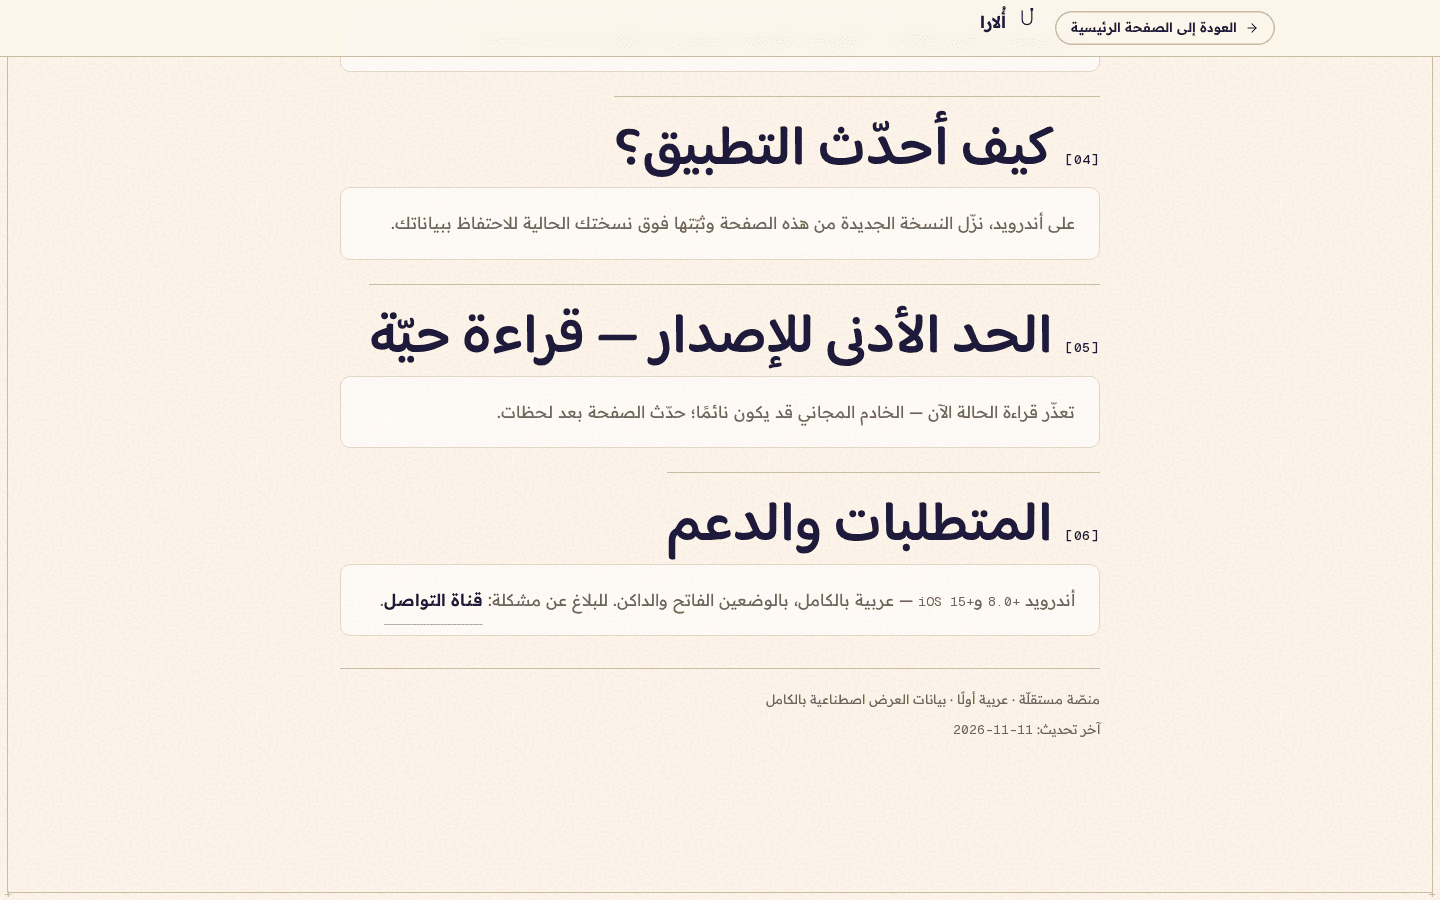 العودة إلى الصفحة الرئيسية
ألارا
[04] كيف أحدّث التطبيق؟
على أندرويد، نزّل النسخة الجديدة من هذه الصفحة وثبّتها فوق نسختك الحالية للاحتفاظ ببياناتك.
[05] الحد الأدنى للإصدار — قراءة حيّة
تعذّر قراءة الحالة الآن — الخادم المجاني قد يكون نائمًا؛ حدّث الصفحة بعد لحظات.
[06] المتطلبات والدعم
أندرويد 8.0+ و iOS 15+ — عربية بالكامل، بالوضعين الفاتح والداكن. للبلاغ عن مشكلة: قناة التواصل.
منصّة مستقلّة · عربية أولًا · بيانات العرض اصطناعية بالكامل
آخر تحديث: 2026-11-11